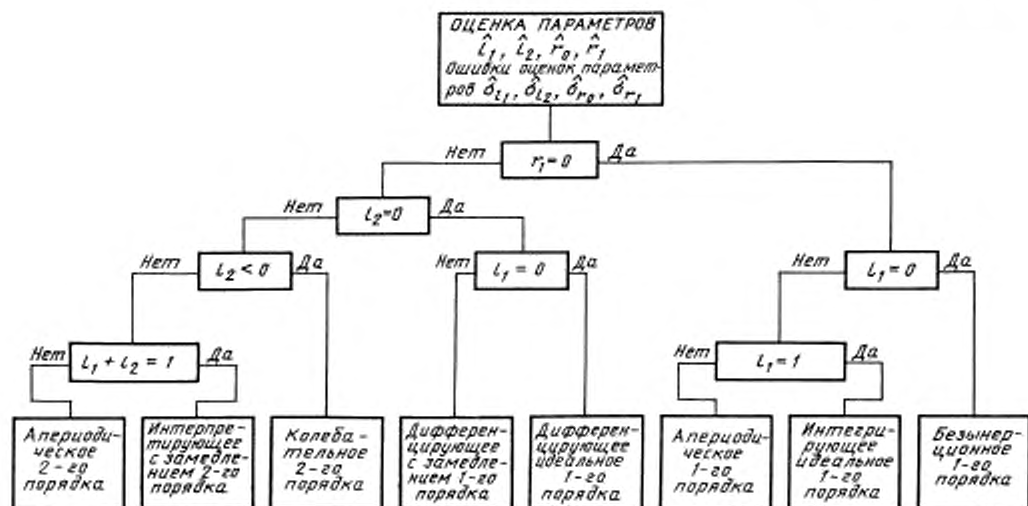 ОЦЕНКА ПАРАМЕТРОВ
l̂₁, l̂₂, r̂₀, r̂₁
Ошибки оценок парамет-
ров σ̂l₁, σ̂l₂, σ̂r₀, σ̂r₁
Нет
r₁=0
Да
Нет
l₂=0
Да
Нет
l₂ < 0
Да
Нет
l₁ = 0
Да
Нет
l₁ = 0
Да
Нет
l₁ + l₂ = 1
Да
Нет
l₁ = 1
Да
Апериоди-
ческое
2-го
порядка
Интерпре-
тирующее
с замедле-
нием 2-го
порядка
Колеба-
тельное
2-го
порядка
Дифферен-
цирующее
с замедле-
нием 1-го
порядка
Дифферен-
цирующее
идеальное
1-го
порядка
Апериоди-
ческое
1-го
порядка
Интегри-
рующее
идеальное
1-го
порядка
Безынер-
ционное
1-го
порядка